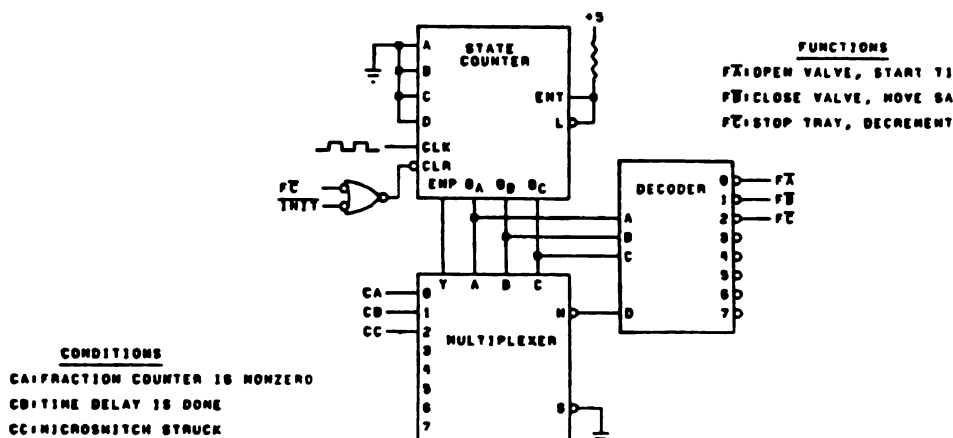 +5
STATE
COUNTER
A
B
C
D
ENT
L
CLK
CLR
ENP QA QB QC
FC
INIT
FUNCTIONS
FA:OPEN VALVE, START TI
FB:CLOSE VALVE, MOVE SA
FC:STOP TRAY, DECREMENT
DECODER
A
B
C
D
0 FA
1 FB
2 FC
3
4
5
6
7
Y A B C
CA 0
CB 1
CC 2
3
4
5
6
7
MULTIPLEXER
W
S
CONDITIONS
CA:FRACTION COUNTER IS NONZERO
CB:TIME DELAY IS DONE
CC:MICROSWITCH STRUCK